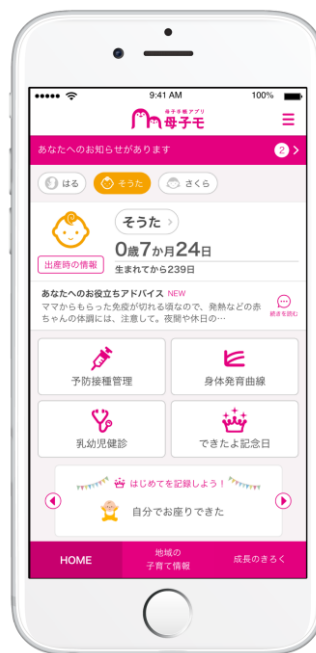 9:41 AM
100%
母子手帳アプリ
母子モ
あなたへのお知らせがあります
2
はる
そうた
さくら
そうた
0歳7か月24日
出産時の情報
生まれてから239日
あなたへのお役立ちアドバイス NEW
ママからもらった免疫が切れる頃なので、発熱などの赤
ちゃんの体調には、注意して。夜間や休日の…
続きを読む
予防接種管理
身体発育曲線
乳幼児健診
できたよ記念日
はじめてを記録しよう!
自分でお座りできた
HOME
地域の
子育て情報
成長のきろく